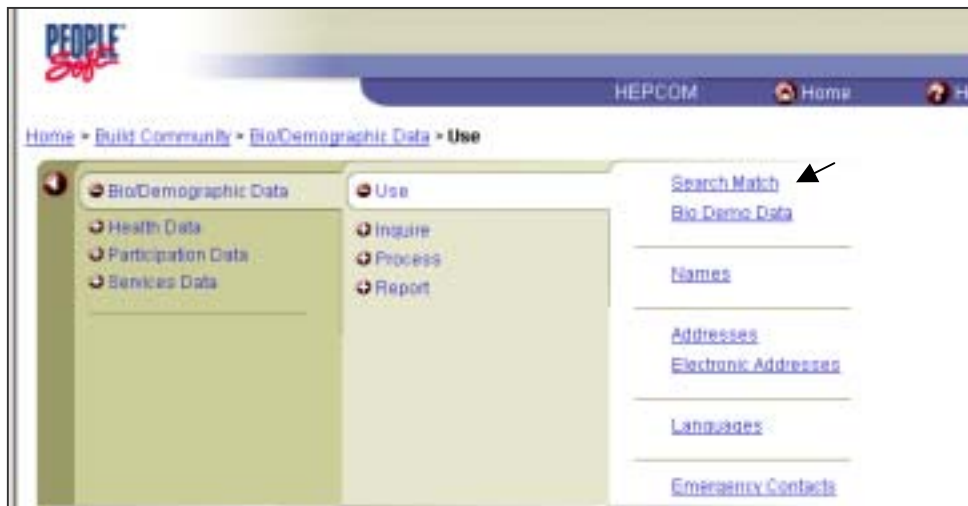 PEOPLE
Soft
HEPCOM Home H
Home > Build Community > Bio/Demographic Data > Use
Bio/Demographic Data
Health Data
Participation Data
Services Data
Use
Inquire
Process
Report
Search Match
Bio Demo Data
Names
Addresses
Electronic Addresses
Languages
Emergency Contacts